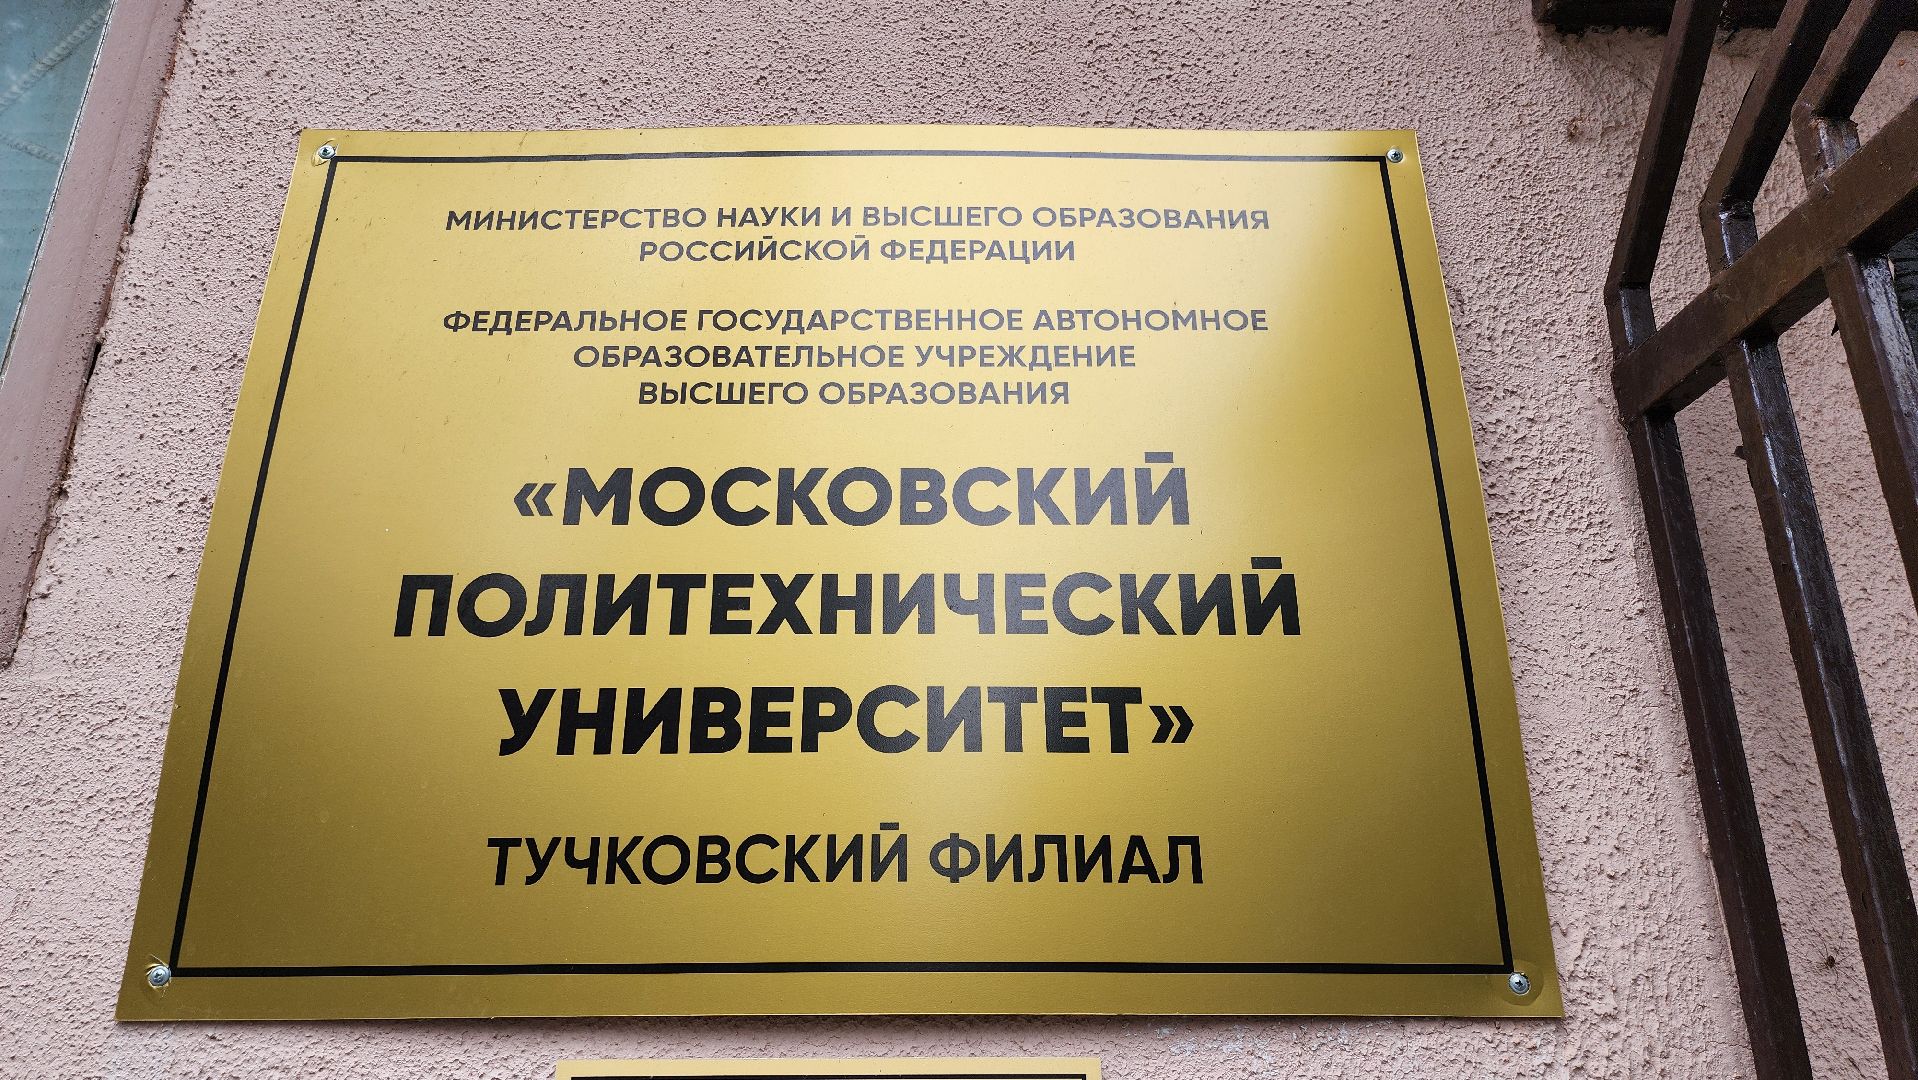 МИНИСТЕРСТВО НАУКИ И ВЫСШЕГО ОБРАЗОВАНИЯ
РОССИЙСКОЙ ФЕДЕРАЦИИ
ФЕДЕРАЛЬНОЕ ГОСУДАРСТВЕННОЕ АВТОНОМНОЕ
ОБРАЗОВАТЕЛЬНОЕ УЧРЕЖДЕНИЕ
ВЫСШЕГО ОБРАЗОВАНИЯ
«МОСКОВСКИЙ
ПОЛИТЕХНИЧЕСКИЙ
УНИВЕРСИТЕТ»
ТУЧКОВСКИЙ ФИЛИАЛ